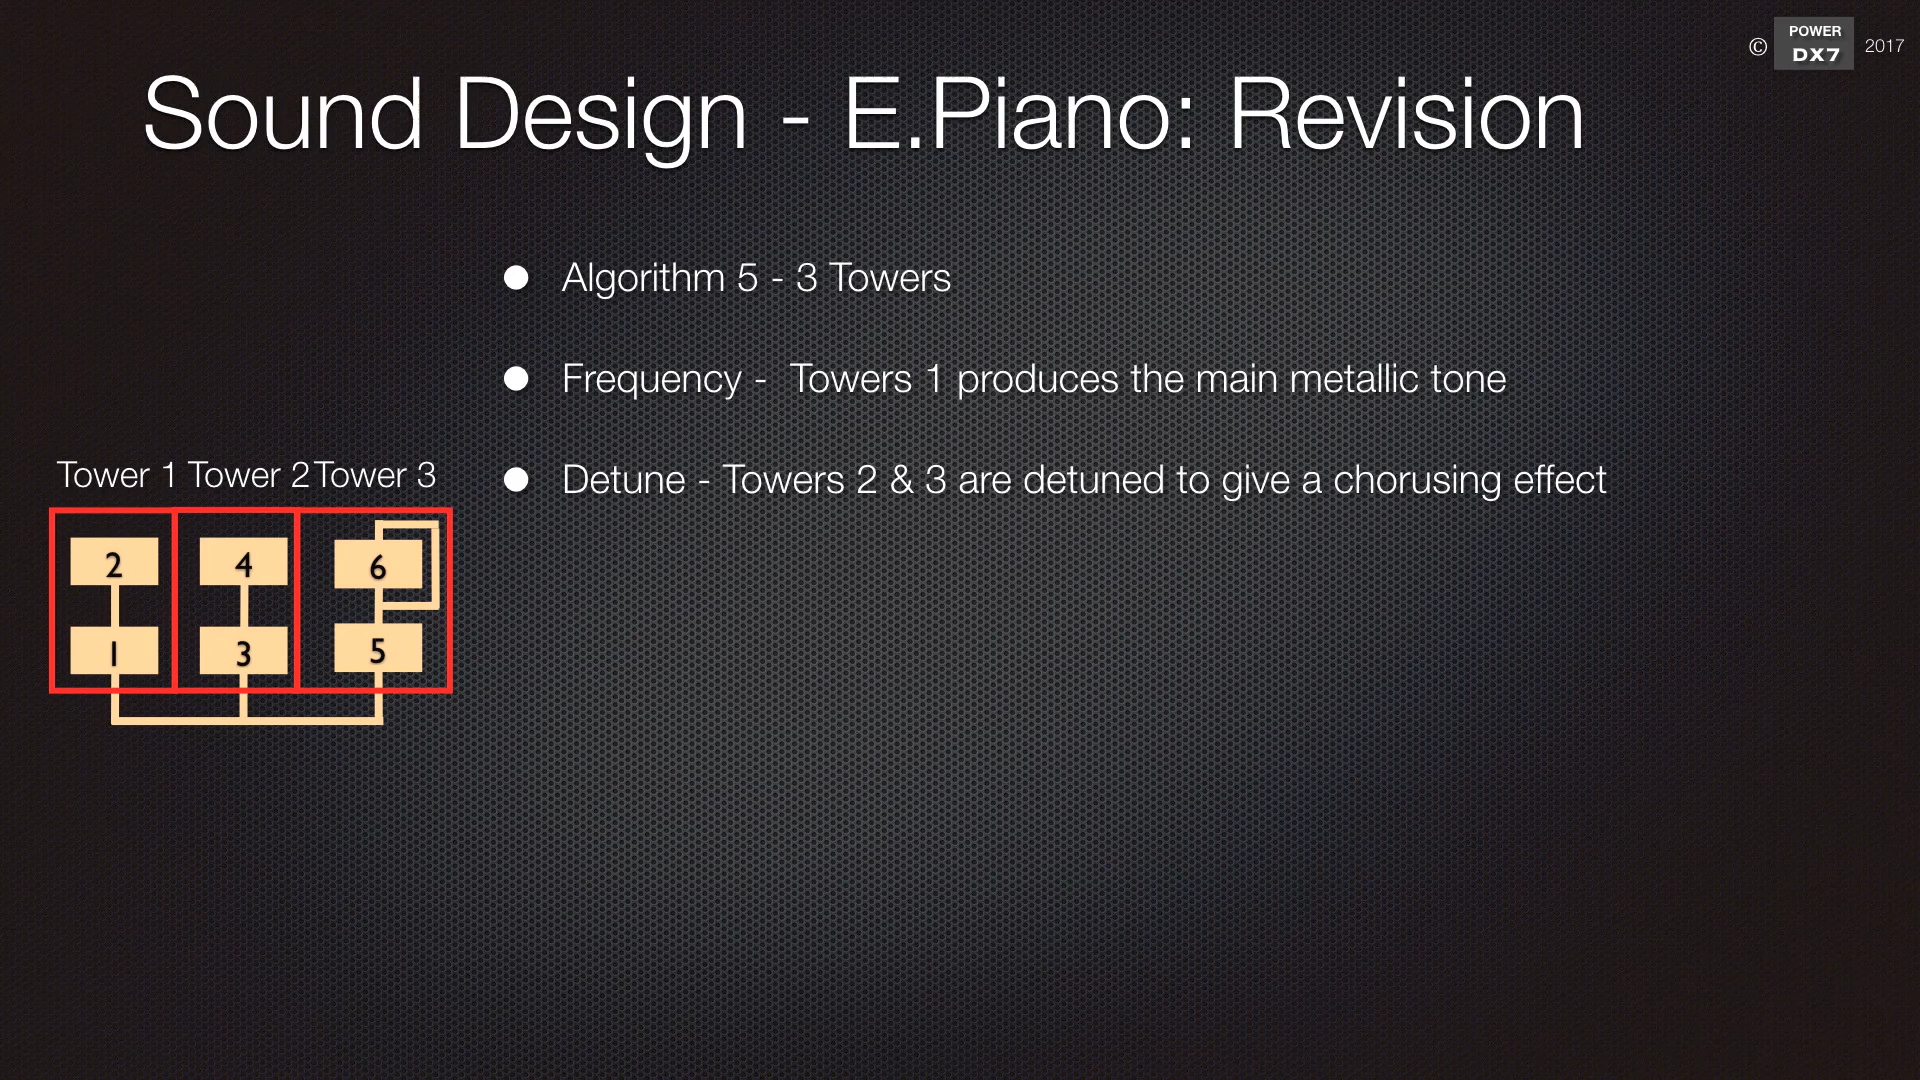 © POWER DX7 2017
Sound Design - E.Piano: Revision
Algorithm 5 - 3 Towers
Frequency - Towers 1 produces the main metallic tone
Detune - Towers 2 & 3 are detuned to give a chorusing effect
Tower 1 Tower 2 Tower 3
2 4 6
1 3 5